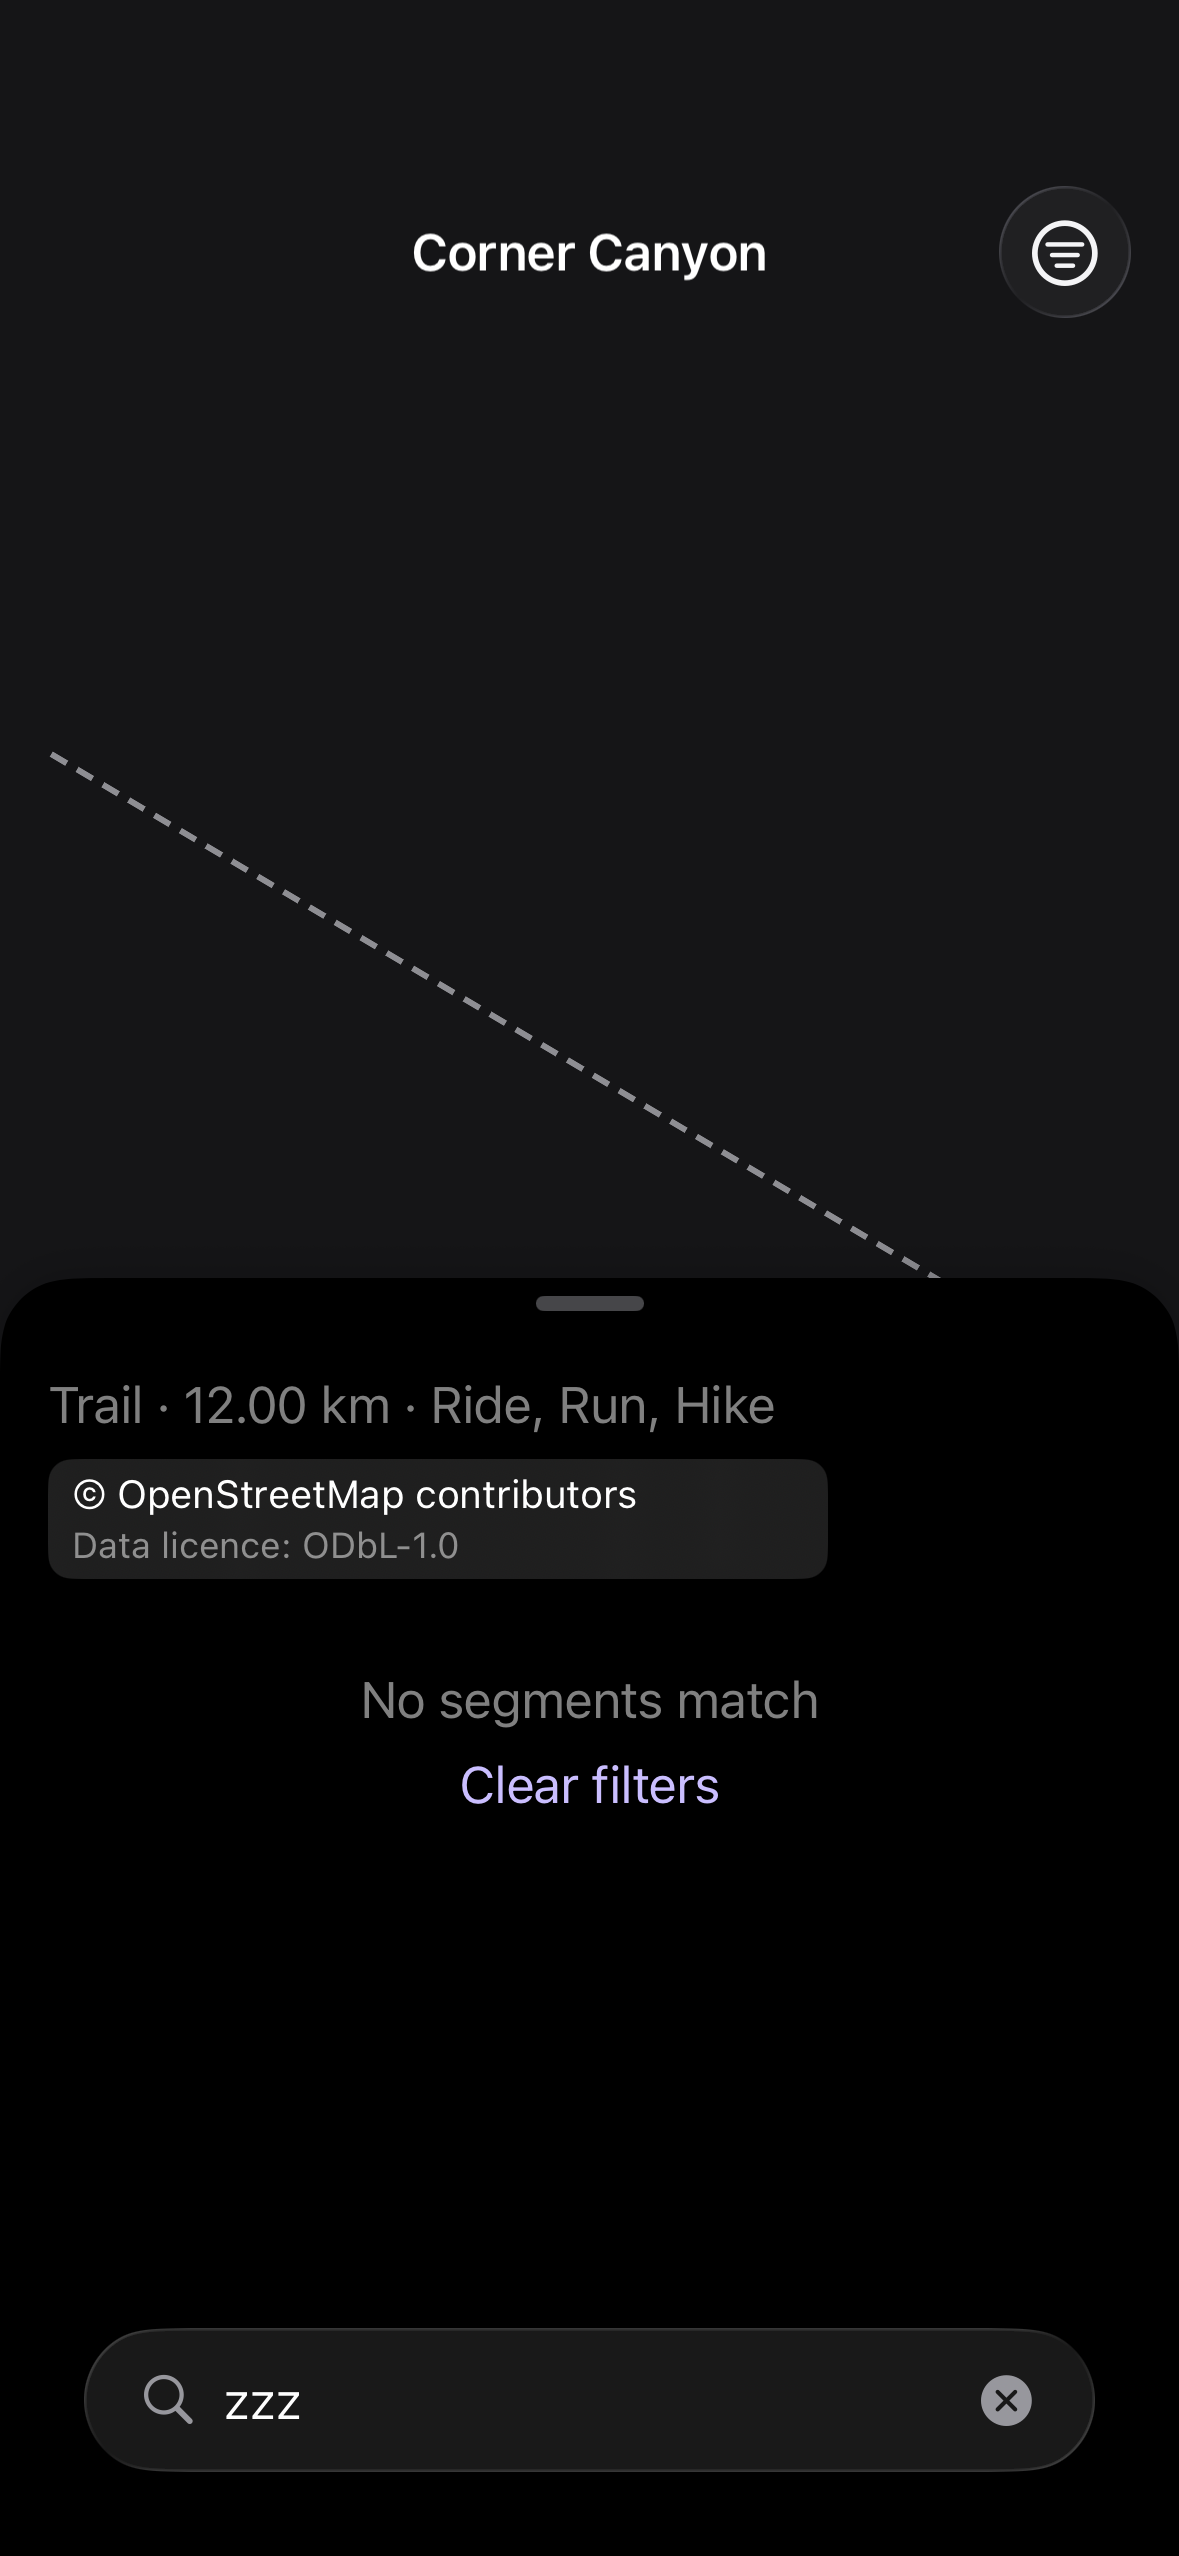 Corner Canyon
Trail · 12.00 km · Ride, Run, Hike
© OpenStreetMap contributors
Data licence: ODbL-1.0
No segments match
Clear filters
zzz